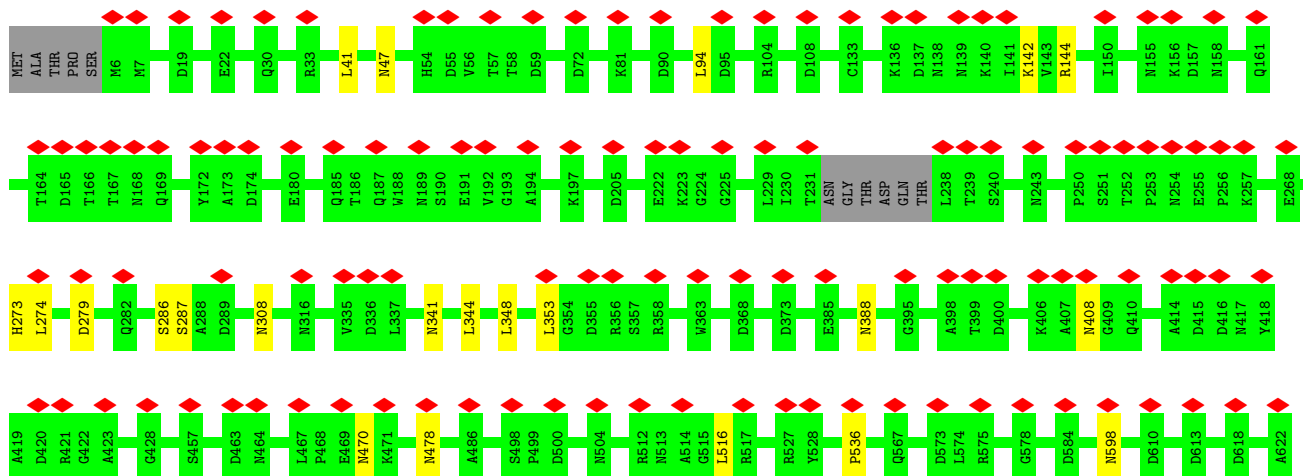 MET ALA THR PRO SER M6 M7 D19 E22 Q30 R33 L41 N47 H54 D55 V56 T57 T58 D59 D72 K81 D90 L94 D95 R104 D108 C133 K136 D137 N138 N139 K140 I141 K142 V143 R144 I150 N155 K156 D157 N158 Q161
T164 D165 T166 T167 N168 Q169 Y172 A173 D174 E180 Q185 T186 Q187 W188 N189 S190 E191 V192 G193 A194 K197 D205 E222 K223 G224 G225 L229 I230 T231 ASN GLY THR ASP GLN THR L238 T239 S240 N243 P250 S251 T252 P253 N254 E255 P256 K257 E268
H273 L274 D279 Q282 S286 S287 A288 D289 N308 N316 V335 D336 L337 N341 L344 L348 L353 G354 D355 R356 S357 R358 W363 D368 D373 E385 N388 G395 A398 T399 D400 K406 A407 N408 G409 Q410 A414 D415 D416 N417 Y418
A419 D420 R421 G422 A423 G428 S457 D463 N464 L467 P468 E469 N470 K471 N478 A486 S498 P499 D500 N504 R512 N513 A514 G515 L516 R517 R527 Y528 P536 Q567 D573 L574 R575 G578 D584 N598 D610 D613 D618 A622